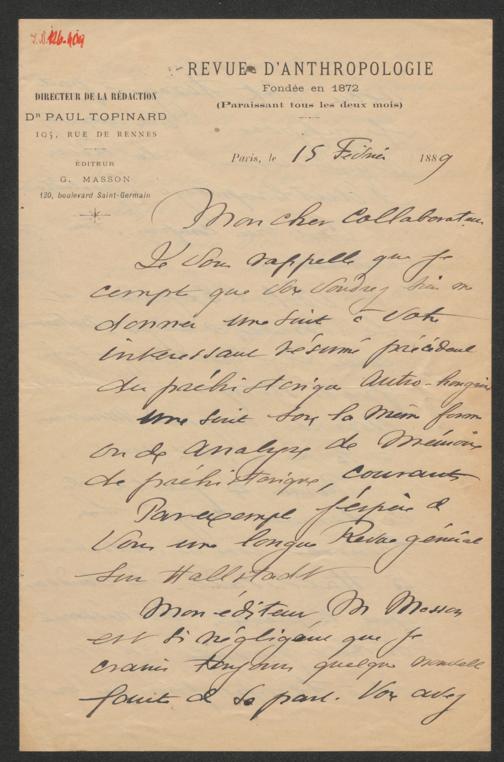 REVUE D'ANTHROPOLOGIE
Fondée en 1872
(Paraissant tous les deux mois)
DIRECTEUR DE LA RÉDACTION
Dr PAUL TOPINARD
105, RUE DE RENNES
ÉDITEUR
G. MASSON
120, boulevard Saint-Germain
Paris, le 15 Février 1889
Mon cher Collaborateur
Je vous rappelle que je
compte que vous voudrez bien me
donner une suite à votre
intéressant résumé précédent
du préhistorique Austro-hongrois
une suite sous la même forme
ou des analyses de Mémoires
de préhistorique, courants
Par exemple j'espère de
vous une longue Revue générale
sur Hallstadt
Mon éditeur M Masson
est si négligent que je
crains toujours quelque nouvelle
faute de sa part. Vous avez